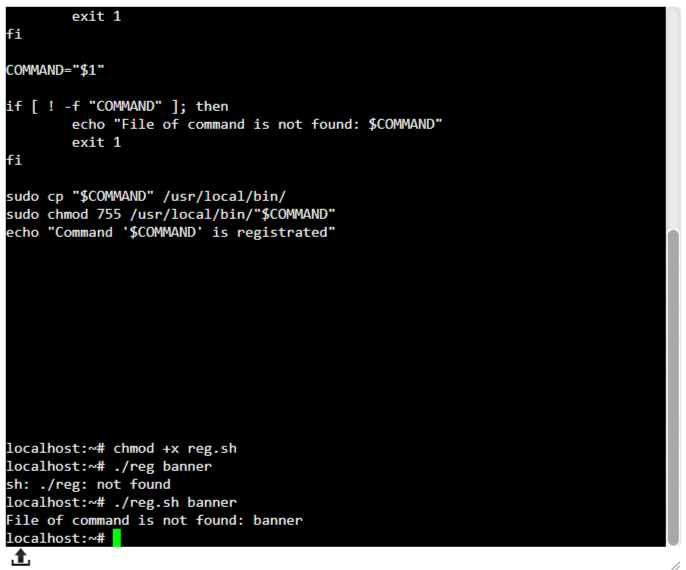 exit 1
fi
COMMAND="$1"
if [ ! -f "COMMAND" ]; then
echo "File of command is not found: $COMMAND"
exit 1
fi
sudo cp "$COMMAND" /usr/local/bin/
sudo chmod 755 /usr/local/bin/"$COMMAND"
echo "Command '$COMMAND' is registrated"
localhost:~# chmod +x reg.sh
localhost:~# ./reg banner
sh: ./reg: not found
localhost:~# ./reg.sh banner
File of command is not found: banner
localhost:~#